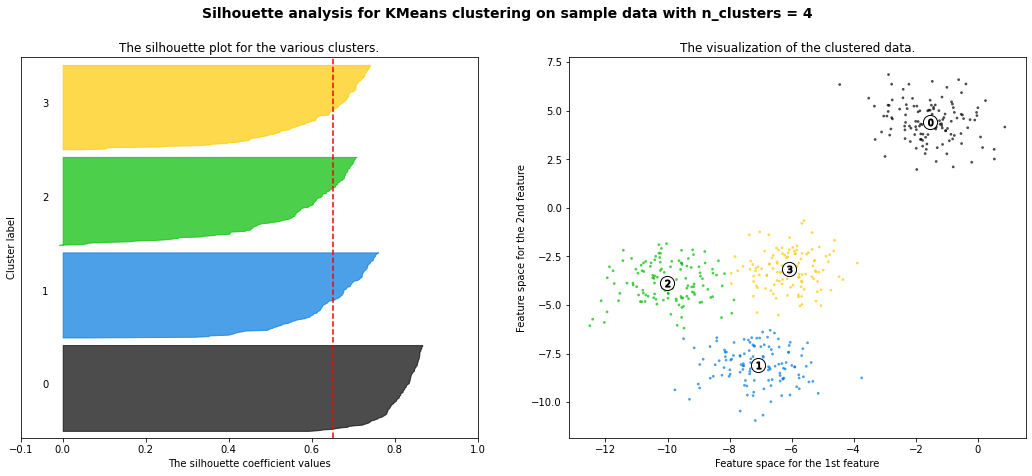 Silhouette analysis for KMeans clustering on sample data with n_clusters = 4
The silhouette plot for the various clusters.
3
2
1
0
Cluster label
−0.1 0.0 0.2 0.4 0.6 0.8 1.0
The silhouette coefficient values
The visualization of the clustered data.
7.5
5.0
2.5
0.0
−2.5
−5.0
−7.5
−10.0
Feature space for the 2nd feature
0
3
2
1
−12 −10 −8 −6 −4 −2 0
Feature space for the 1st feature